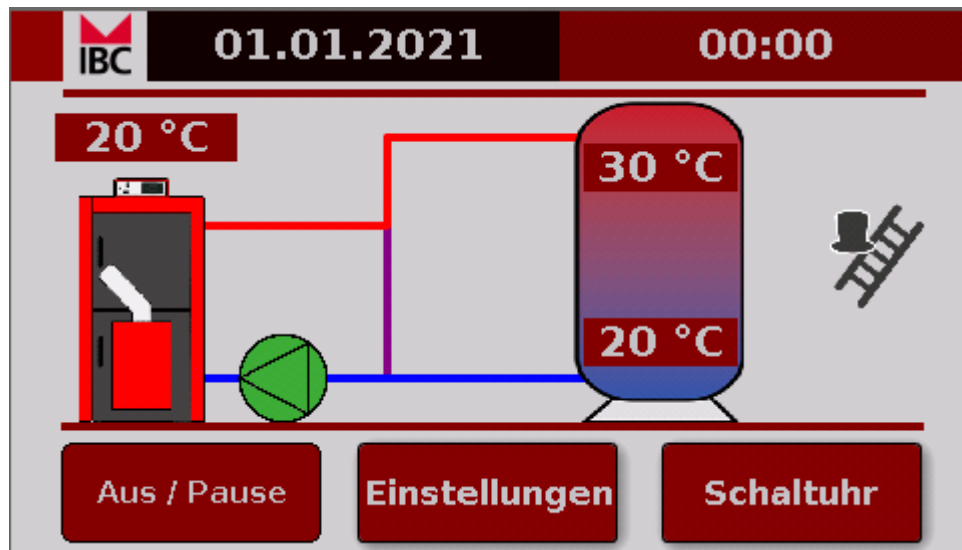 IBC
01.01.2021
00:00
20 °C
30 °C
20 °C
Aus / Pause
Einstellungen
Schaltuhr